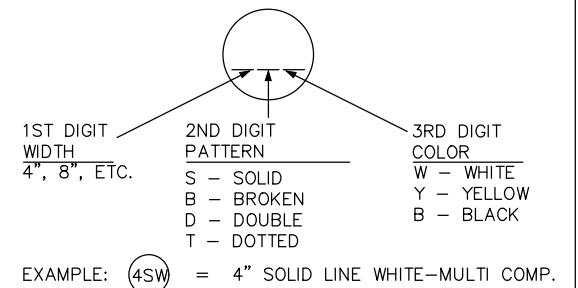 1ST DIGIT
WIDTH
4", 8", ETC.
2ND DIGIT
PATTERN
S – SOLID
B – BROKEN
D – DOUBLE
T – DOTTED
3RD DIGIT
COLOR
W – WHITE
Y – YELLOW
B – BLACK
EXAMPLE: 4SW = 4" SOLID LINE WHITE–MULTI COMP.